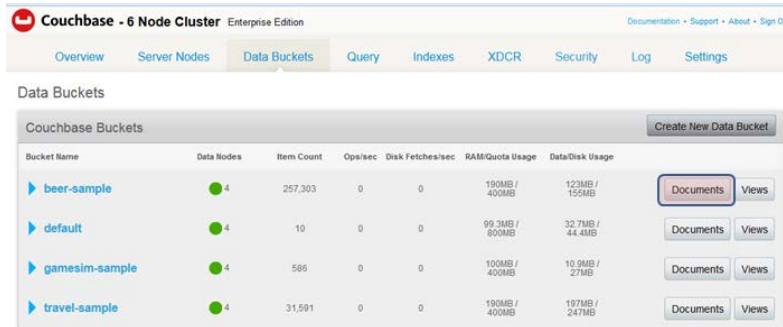 Couchbase - 6 Node Cluster Enterprise Edition
Documentation • Support • About • Sign O
Overview Server Nodes Data Buckets Query Indexes XDCR Security Log Settings
Data Buckets
Couchbase Buckets Create New Data Bucket
Bucket Name Data Nodes Item Count Ops/sec Disk Fetches/sec RAM/Quota Usage Data/Disk Usage
beer-sample 4 257,303 0 0 190MB / 400MB 123MB / 155MB Documents Views
default 4 10 0 0 99.3MB / 800MB 32.7MB / 44.4MB Documents Views
gamesim-sample 4 586 0 0 100MB / 400MB 10.9MB / 27MB Documents Views
travel-sample 4 31,591 0 0 190MB / 400MB 197MB / 247MB Documents Views